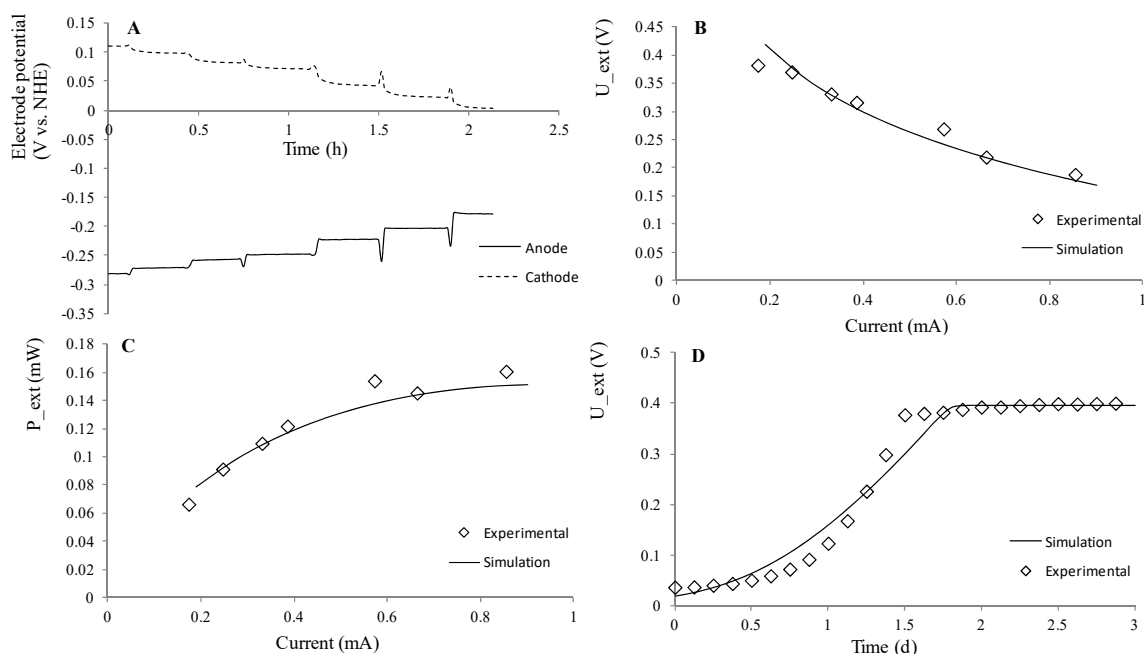 A
Electrode potential
(V vs. NHE)
0.15
0.1
0.05
0
-0.05
-0.1
-0.15
-0.2
-0.25
-0.3
-0.35
0 0.5 1 1.5 2 2.5
Time (h)
Anode
Cathode
B
U_ext (V)
0.45
0.4
0.35
0.3
0.25
0.2
0.15
0.1
0.05
0
0 0.2 0.4 0.6 0.8 1
Current (mA)
Experimental
Simulation
C
P_ext (mW)
0.18
0.16
0.14
0.12
0.1
0.08
0.06
0.04
0.02
0
0 0.2 0.4 0.6 0.8 1
Current (mA)
Experimental
Simulation
D
U_ext (V)
0.5
0.4
0.3
0.2
0.1
0
0 0.5 1 1.5 2 2.5 3
Time (d)
Simulation
Experimental